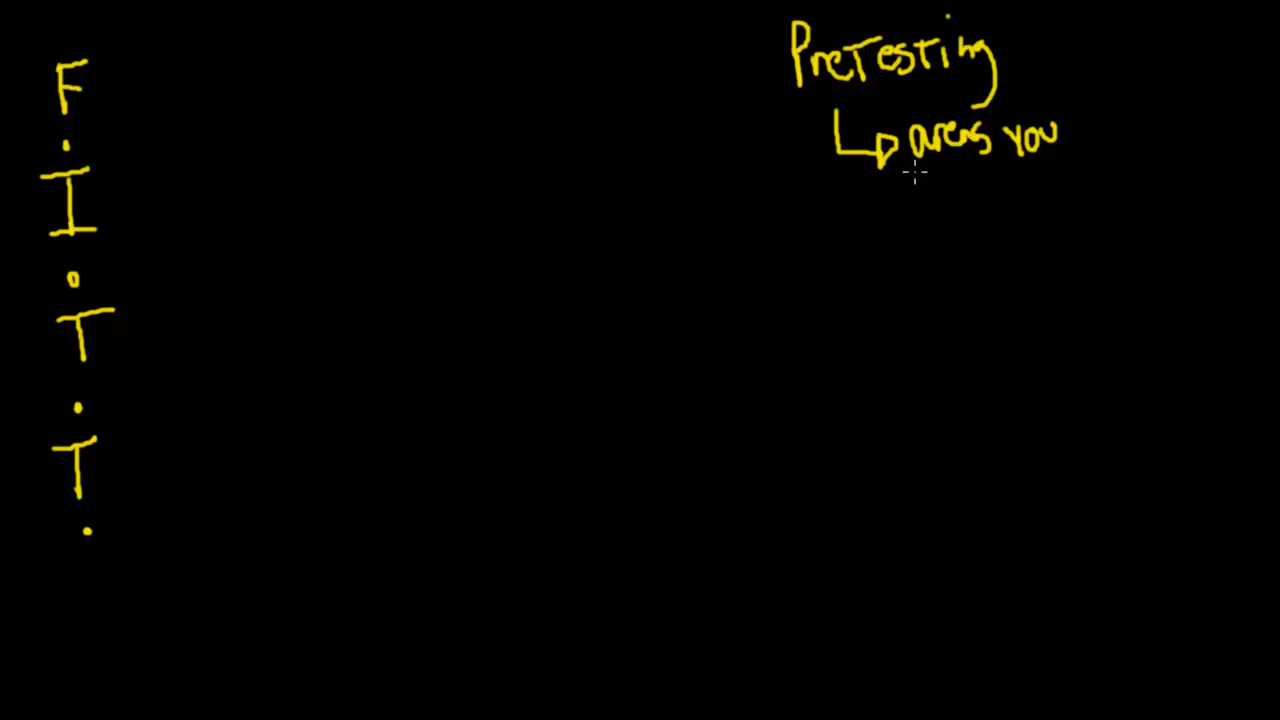 F.
I.
T.
T.
PreTesting
areas you